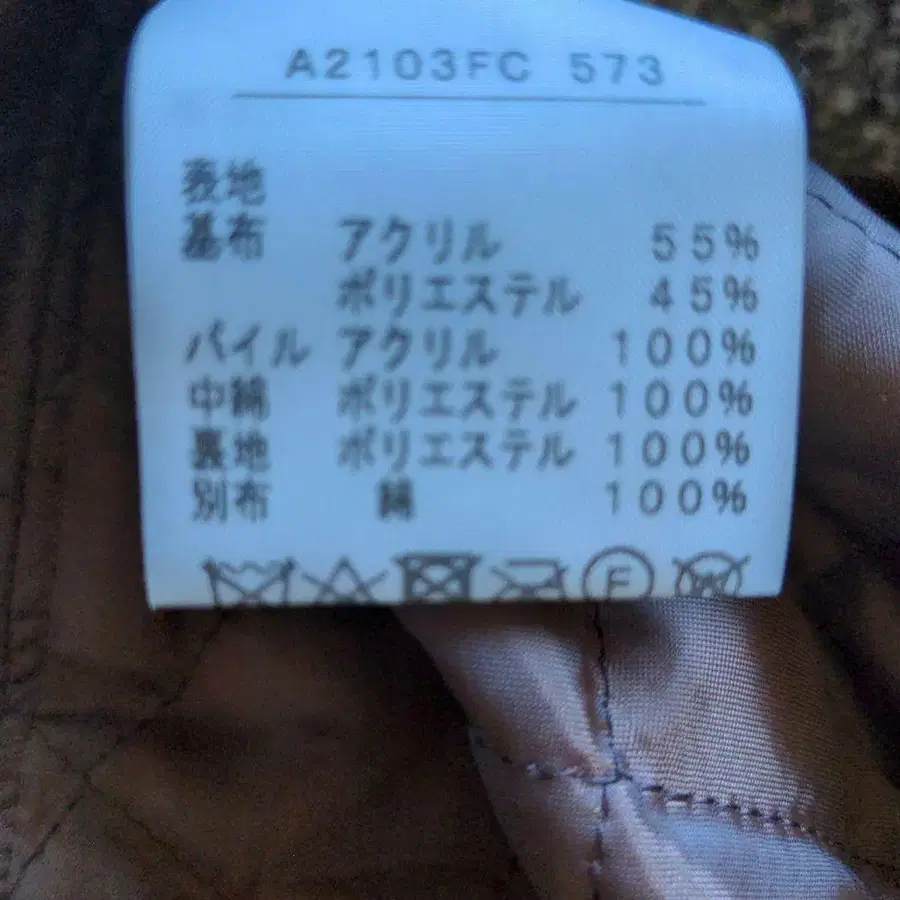 A2103FC 573
表地
基布 アクリル 55%
ポリエステル 45%
パイル アクリル 100%
中綿 ポリエステル 100%
裏地 ポリエステル 100%
別布 綿 100%
F
W